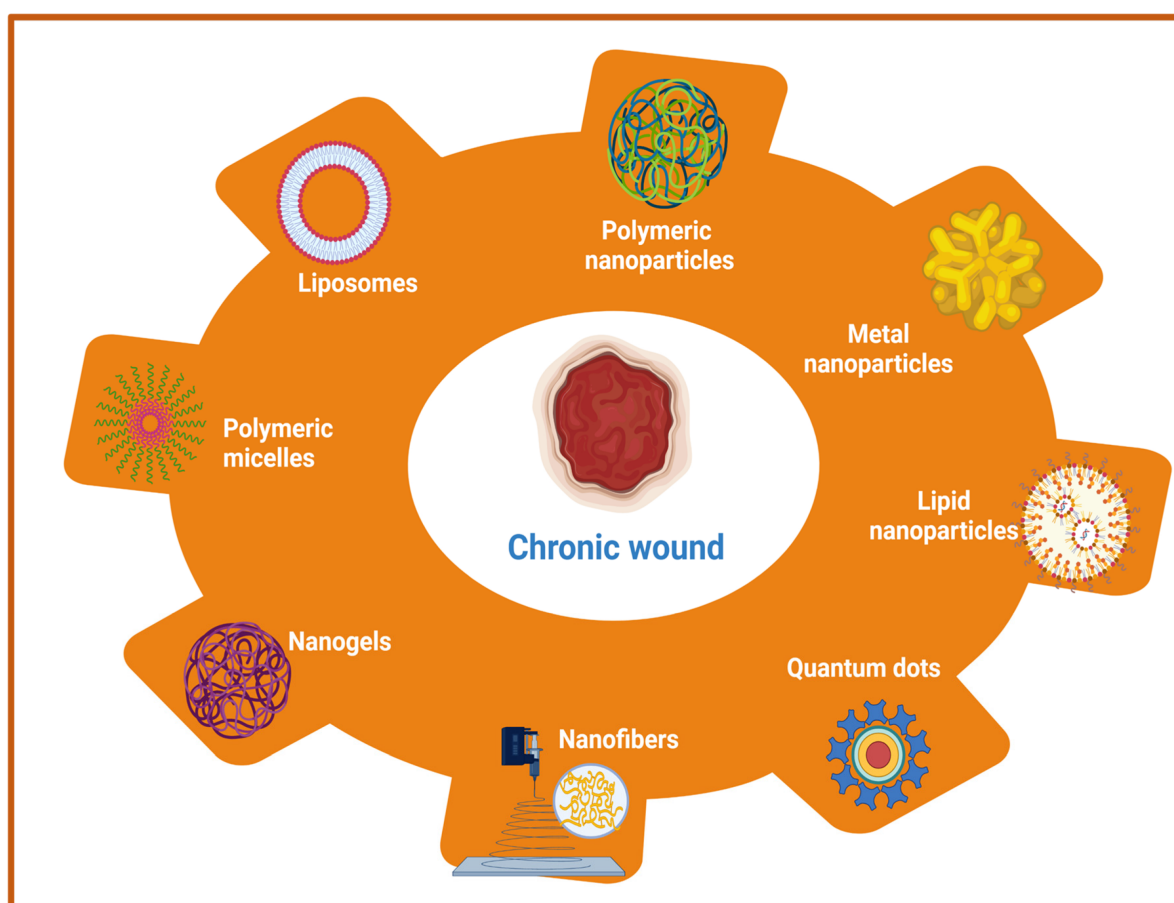 Polymeric
nanoparticles
Liposomes
Metal
nanoparticles
Polymeric
micelles
Lipid
nanoparticles
Chronic wound
Nanogels
Quantum dots
Nanofibers